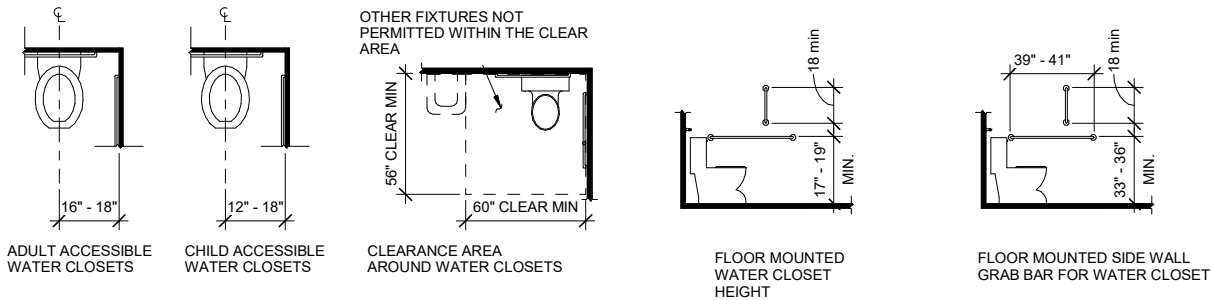 ℄
16" - 18"
ADULT ACCESSIBLE
WATER CLOSETS
℄
12" - 18"
CHILD ACCESSIBLE
WATER CLOSETS
OTHER FIXTURES NOT
PERMITTED WITHIN THE CLEAR
AREA
56" CLEAR MIN
60" CLEAR MIN
CLEARANCE AREA
AROUND WATER CLOSETS
18 min
17" - 19"
MIN.
FLOOR MOUNTED
WATER CLOSET
HEIGHT
39" - 41"
18 min
33" - 36"
MIN.
FLOOR MOUNTED SIDE WALL
GRAB BAR FOR WATER CLOSET